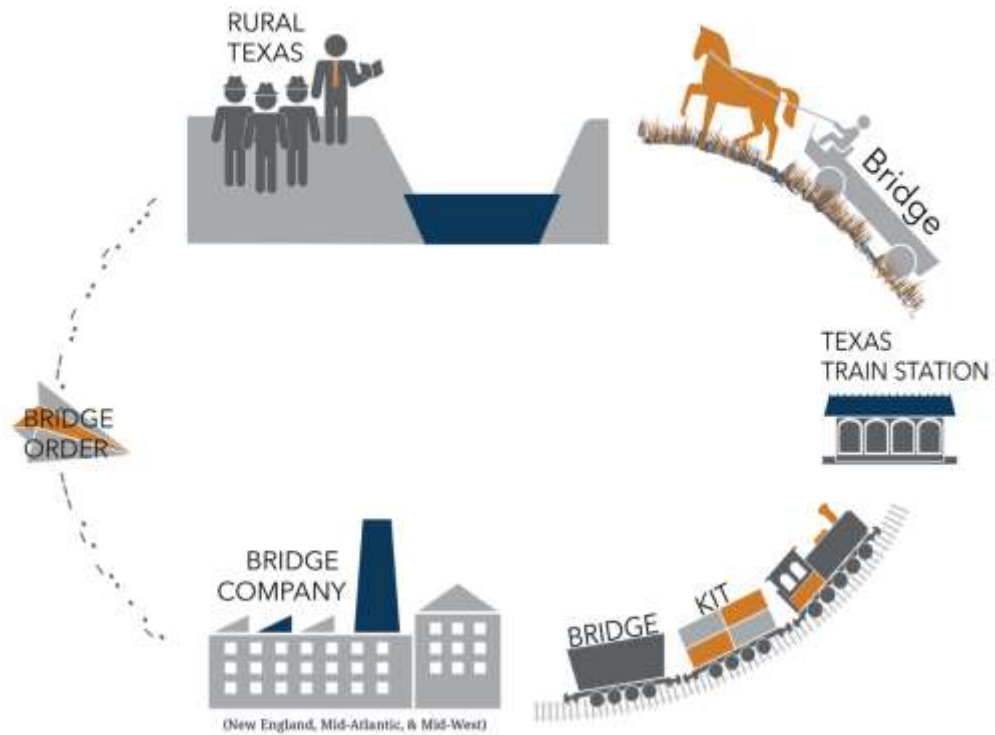 RURAL
TEXAS
Bridge
TEXAS
TRAIN STATION
BRIDGE
ORDER
BRIDGE
COMPANY
BRIDGE
KIT
(New England, Mid-Atlantic, & Mid-West)